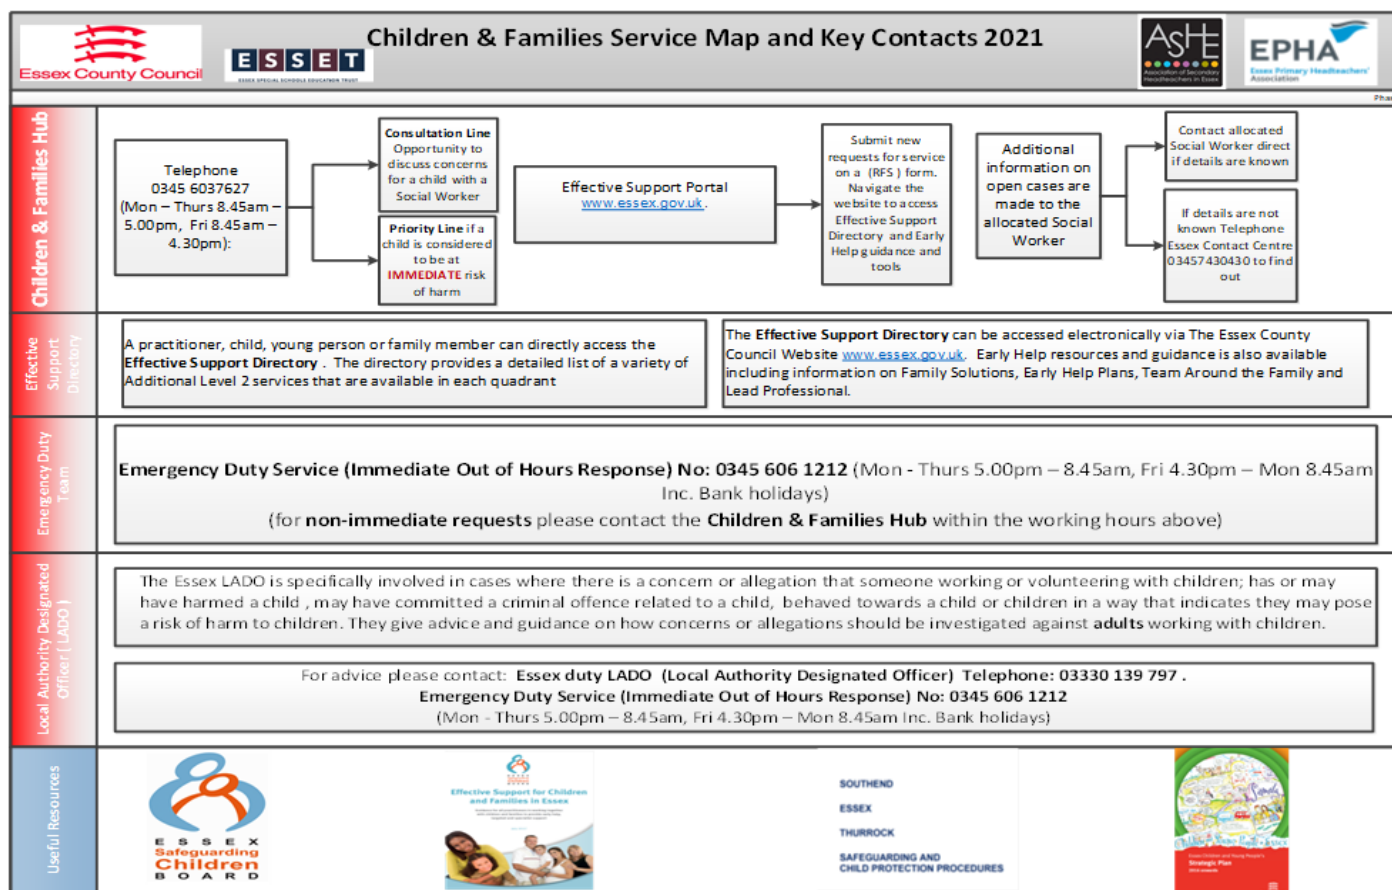 Children & Families Service Map and Key Contacts 2021
Essex County Council
ESSET
ESSEX SPECIAL SCHOOLS EDUCATION TRUST
ASHE
Association of Secondary
Headteachers in Essex
EPHA
Essex Primary Headteachers'
Association
Children & Families Hub
Telephone
0345 6037627
(Mon – Thurs 8.45am –
5.00pm, Fri 8.45am –
4.30pm):
Consultation Line
Opportunity to
discuss concerns
for a child with a
Social Worker
Priority Line if a
child is considered
to be at
IMMEDIATE risk
of harm
Effective Support Portal
www.essex.gov.uk.
Submit new
requests for service
on a (RFS ) form.
Navigate the
website to access
Effective Support
Directory and Early
Help guidance and
tools
Additional
information on
open cases are
made to the
allocated Social
Worker
Contact allocated
Social Worker direct
if details are known
If details are not
known Telephone
Essex Contact Centre
03457430430 to find
out
Effective
Support
Directory
A practitioner, child, young person or family member can directly access the
Effective Support Directory . The directory provides a detailed list of a variety of
Additional Level 2 services that are available in each quadrant
The Effective Support Directory can be accessed electronically via The Essex County
Council Website www.essex.gov.uk. Early Help resources and guidance is also available
including information on Family Solutions, Early Help Plans, Team Around the Family and
Lead Professional.
Emergency Duty
Team
Emergency Duty Service (Immediate Out of Hours Response) No: 0345 606 1212 (Mon - Thurs 5.00pm – 8.45am, Fri 4.30pm – Mon 8.45am
Inc. Bank holidays)
(for non-immediate requests please contact the Children & Families Hub within the working hours above)
Local Authority Designated
Officer ( LADO )
The Essex LADO is specifically involved in cases where there is a concern or allegation that someone working or volunteering with children; has or may
have harmed a child , may have committed a criminal offence related to a child, behaved towards a child or children in a way that indicates they may pose
a risk of harm to children. They give advice and guidance on how concerns or allegations should be investigated against adults working with children.
For advice please contact: Essex duty LADO (Local Authority Designated Officer) Telephone: 03330 139 797 .
Emergency Duty Service (Immediate Out of Hours Response) No: 0345 606 1212
(Mon - Thurs 5.00pm – 8.45am, Fri 4.30pm – Mon 8.45am Inc. Bank holidays)
Useful Resources
ESSEX
Safeguarding
Children
BOARD
Effective Support for Children
and Families in Essex
SOUTHEND
ESSEX
THURROCK
SAFEGUARDING AND
CHILD PROTECTION PROCEDURES
Strategic Plan